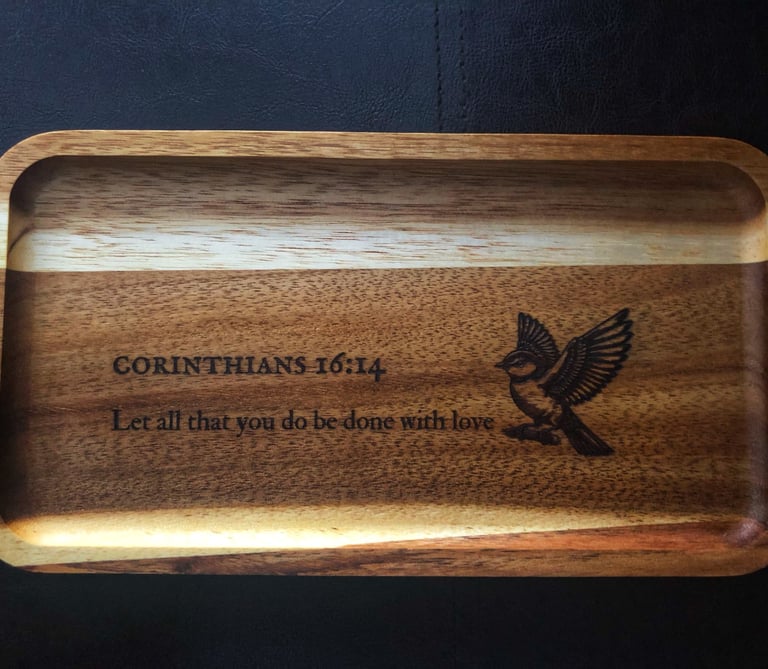 CORINTHIANS 16:14
Let all that you do be done with love